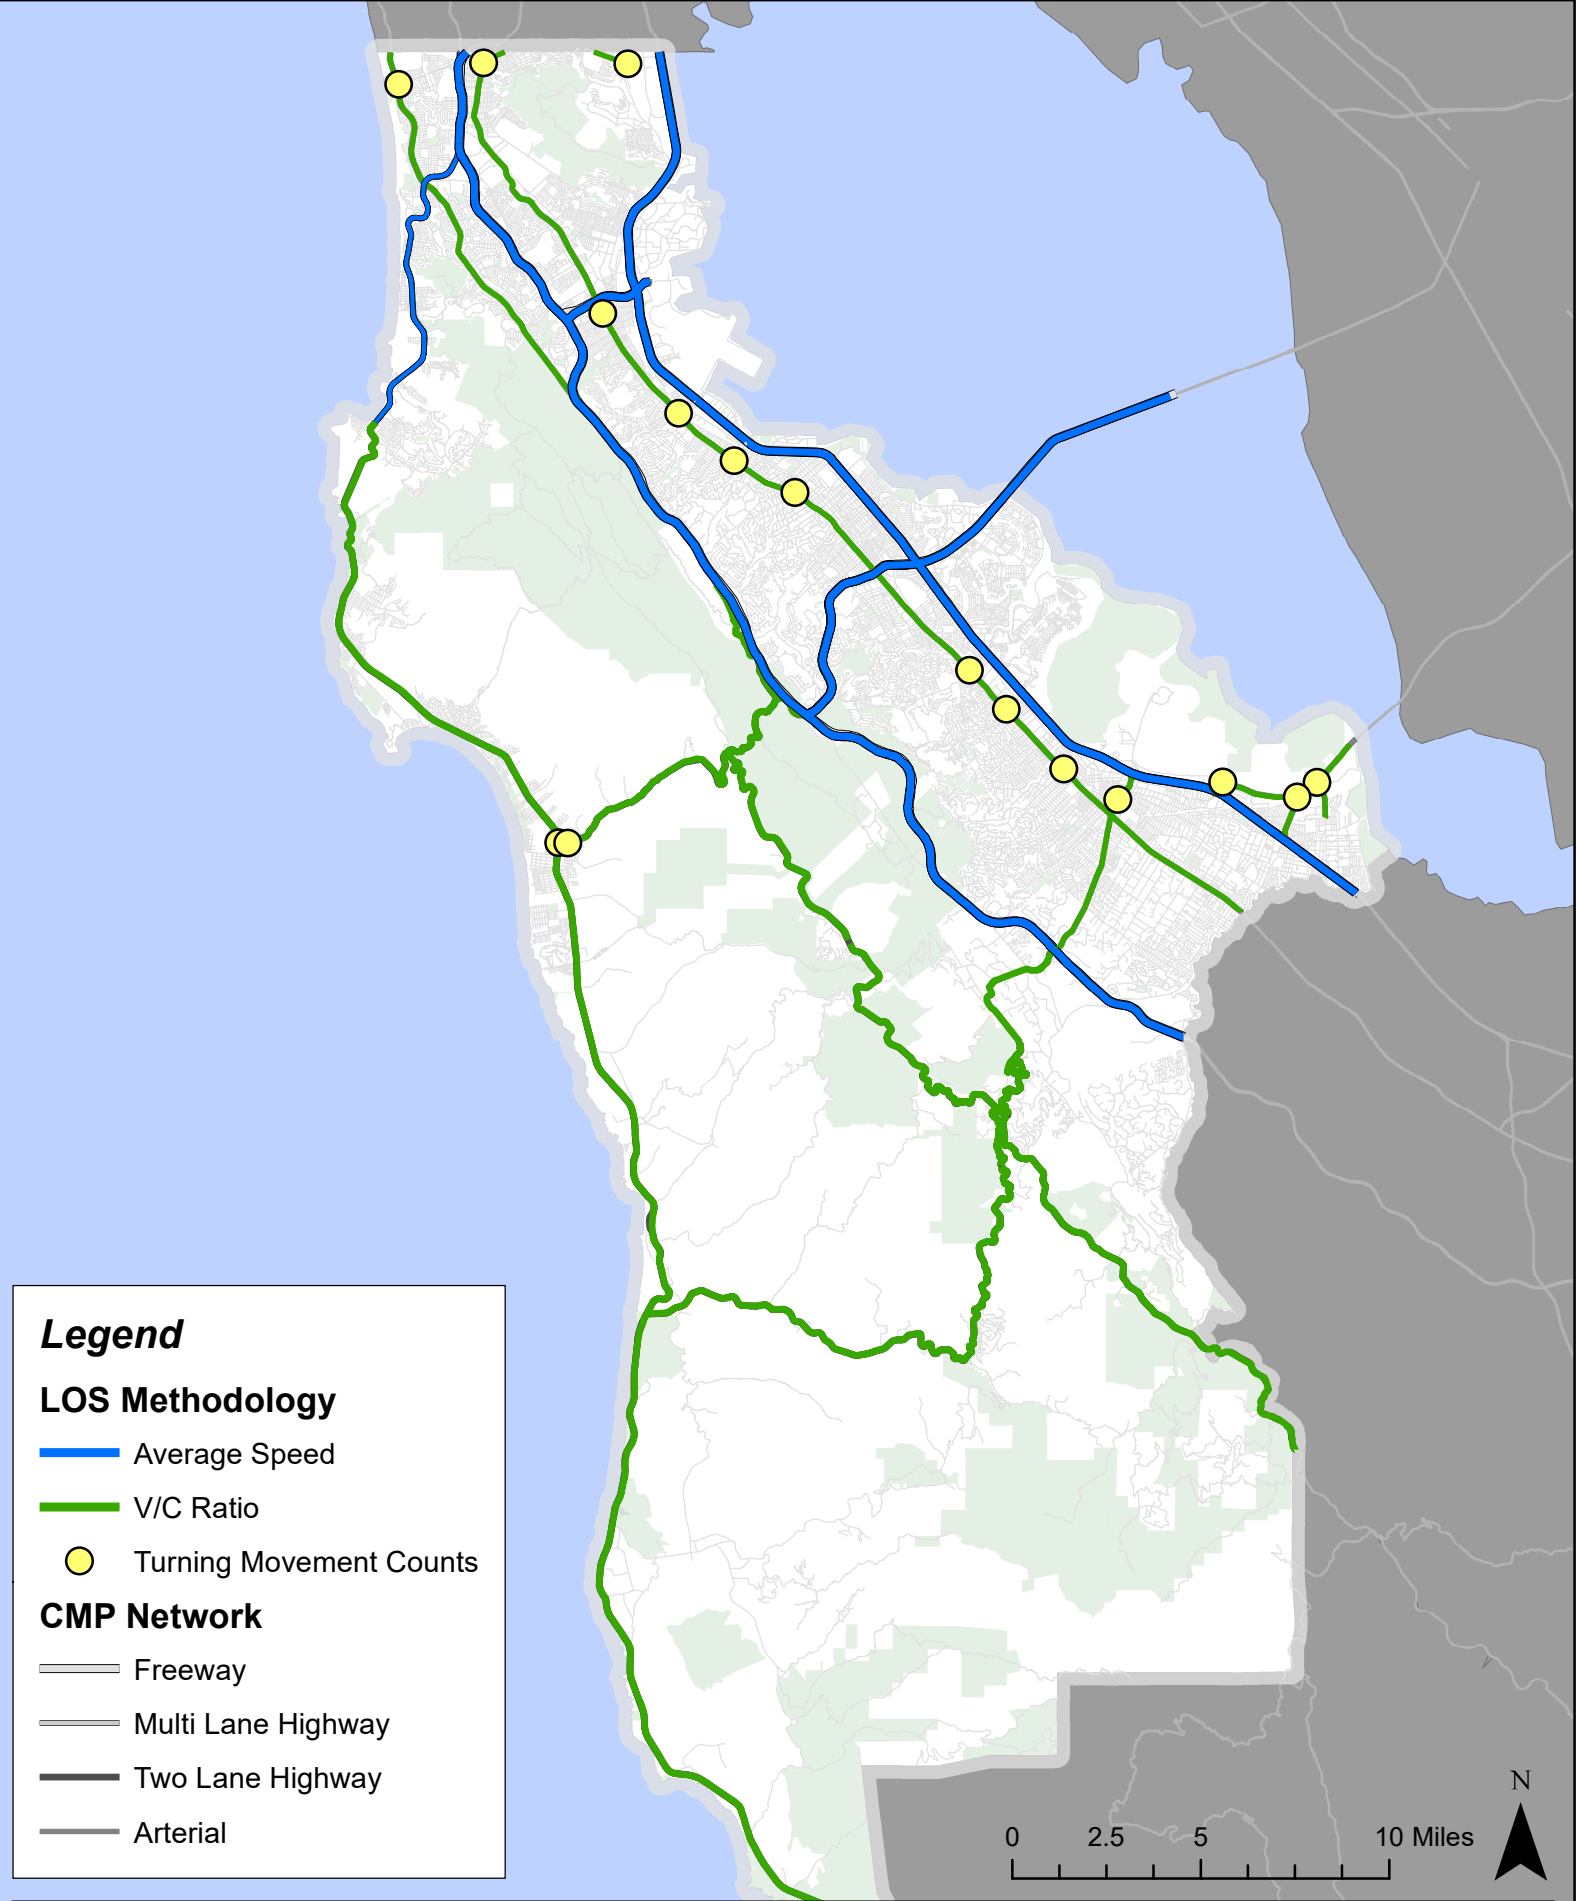 Legend
LOS Methodology
Average Speed
V/C Ratio
Turning Movement Counts
CMP Network
Freeway
Multi Lane Highway
Two Lane Highway
Arterial
0 2.5 5 10 Miles
N